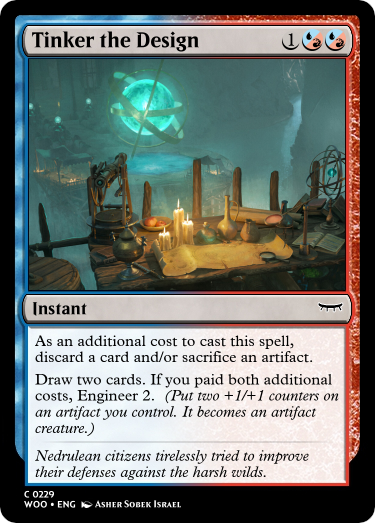 Tinker the Design 1
Instant
As an additional cost to cast this spell,
discard a card and/or sacrifice an artifact.
Draw two cards. If you paid both additional
costs, Engineer 2. (Put two +1/+1 counters on
an artifact you control. It becomes an artifact
creature.)
Nedrulean citizens tirelessly tried to improve
their defenses against the harsh wilds.
C 0229
WOO • ENG Asher Sobek Israel